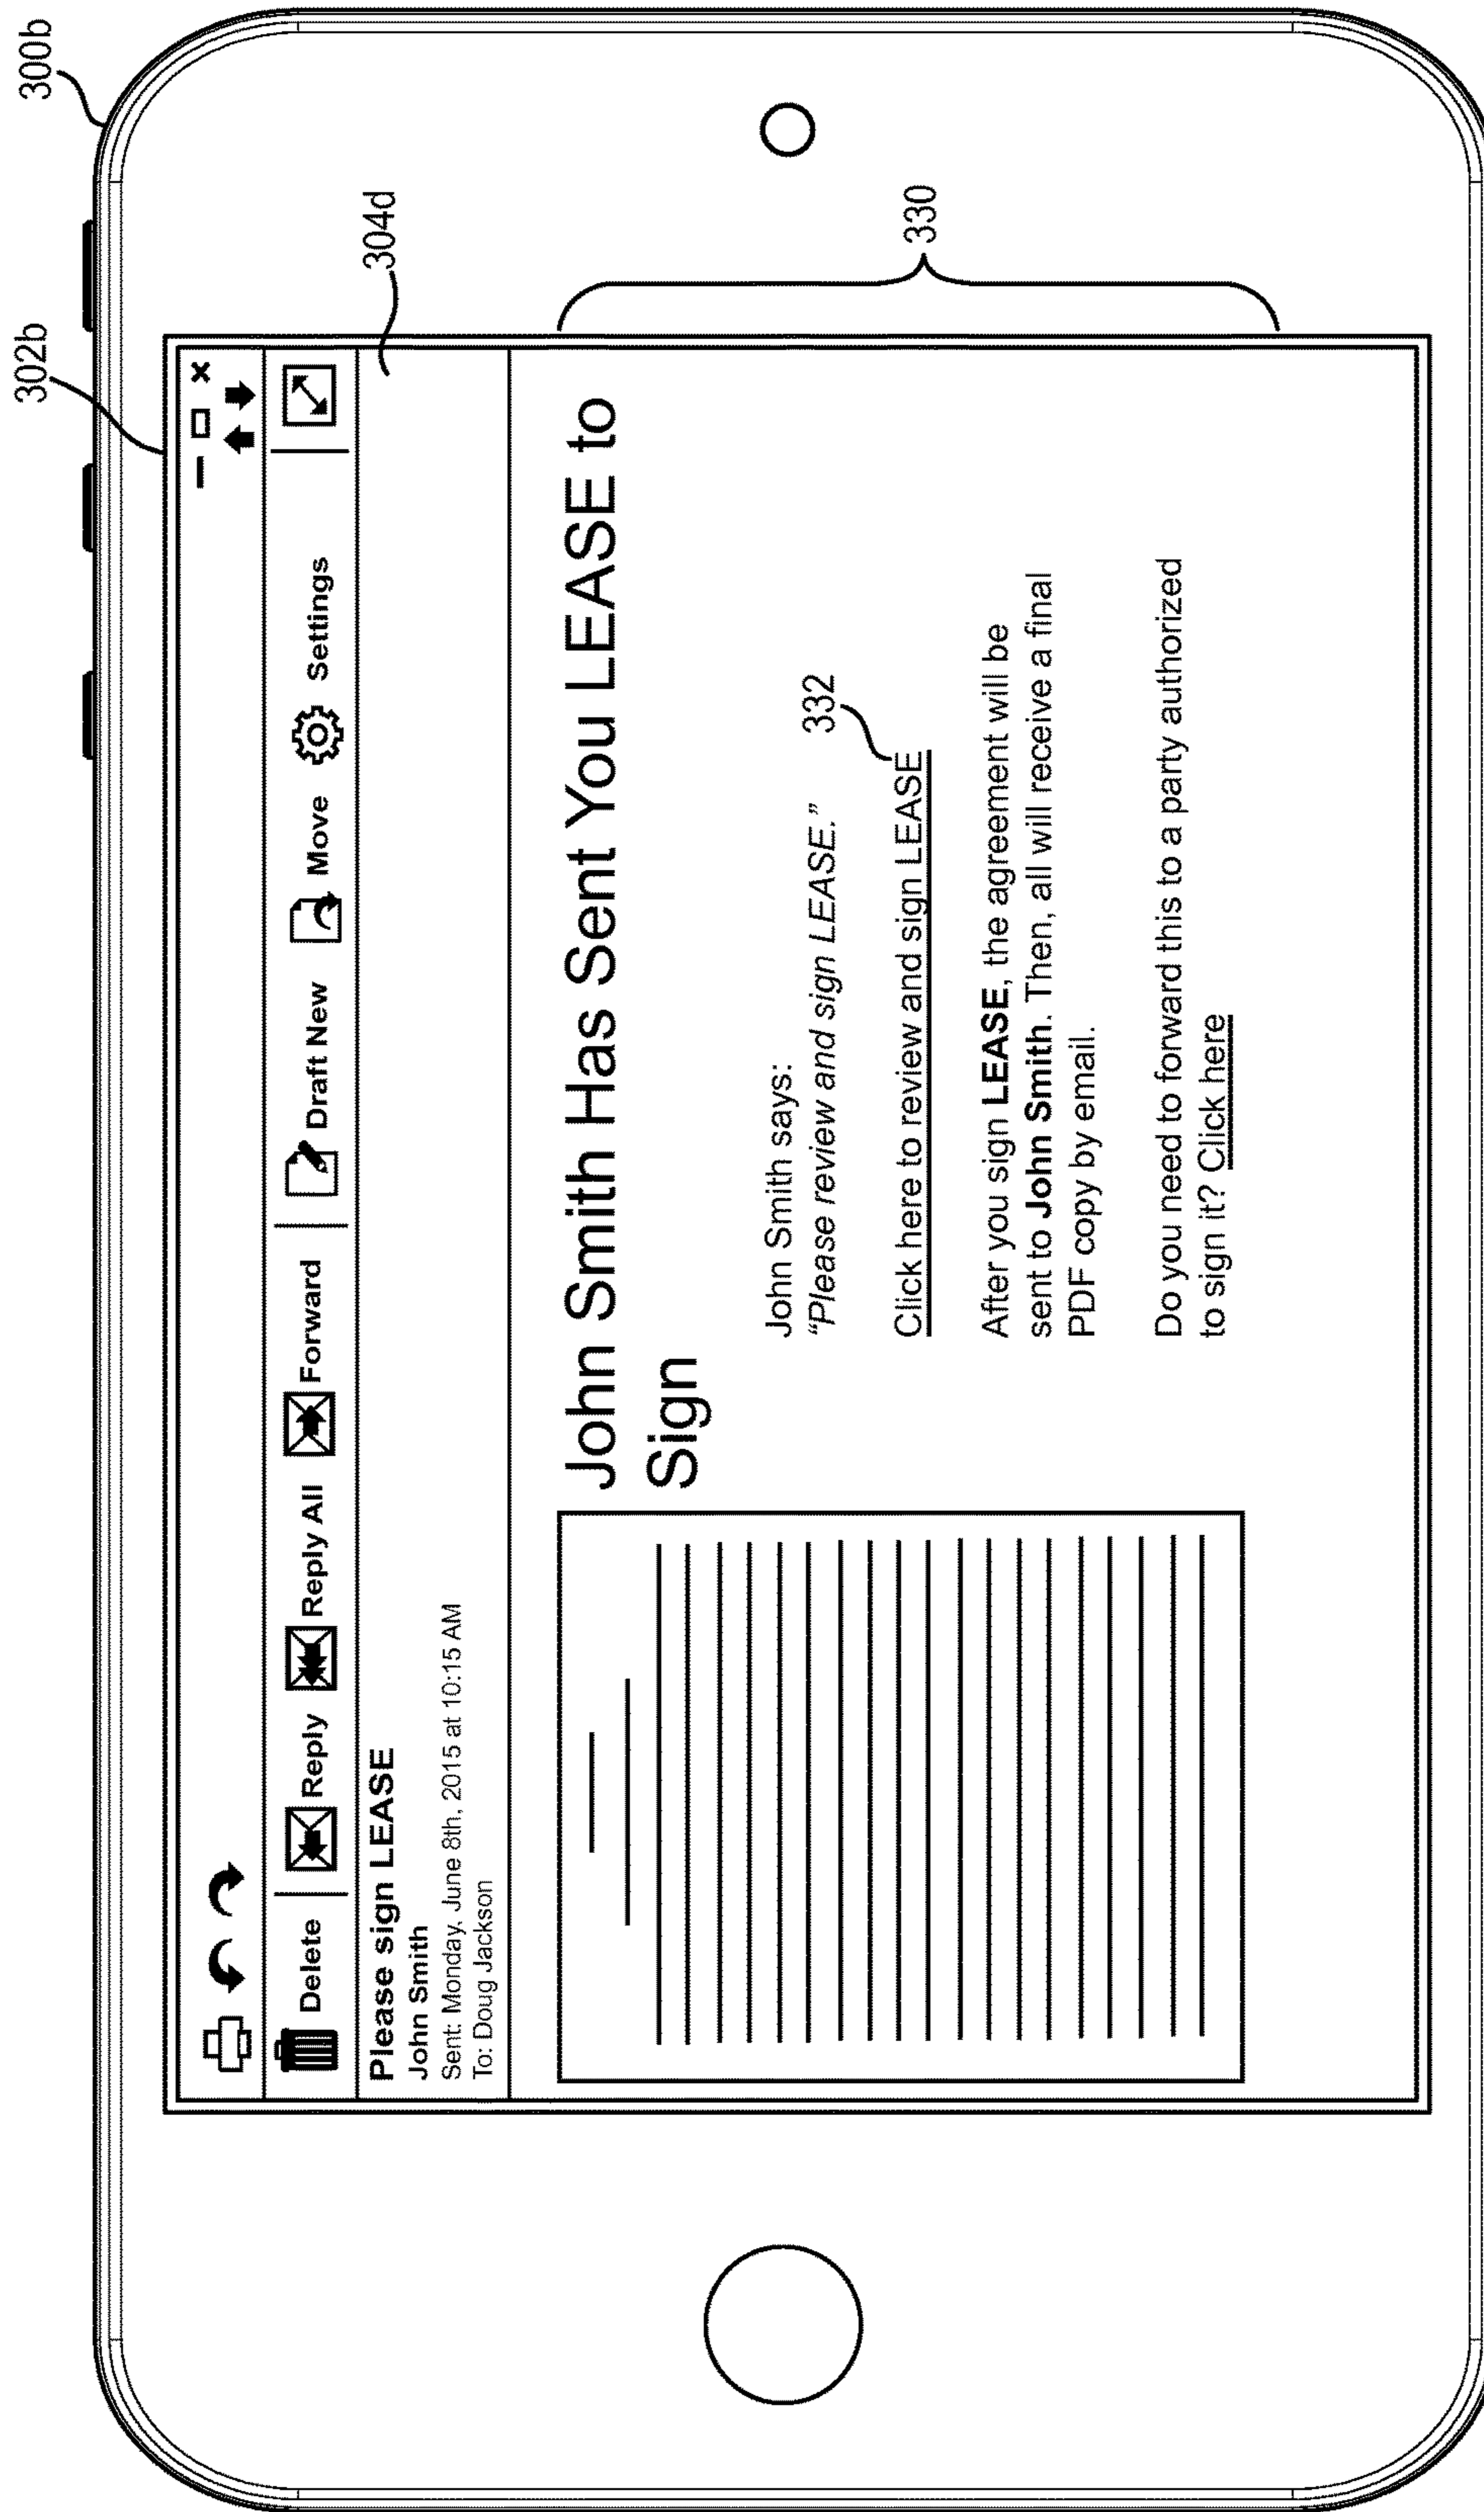 300b
302b
Delete Reply Reply All Forward Draft New Move Settings
304d
Please sign LEASE
John Smith
Sent: Monday, June 8th, 2015 at 10:15 AM
To: Doug Jackson
330
John Smith Has Sent You LEASE to
Sign
John Smith says:
“Please review and sign LEASE.”
332
Click here to review and sign LEASE
After you sign LEASE, the agreement will be
sent to John Smith. Then, all will receive a final
PDF copy by email.
Do you need to forward this to a party authorized
to sign it? Click here